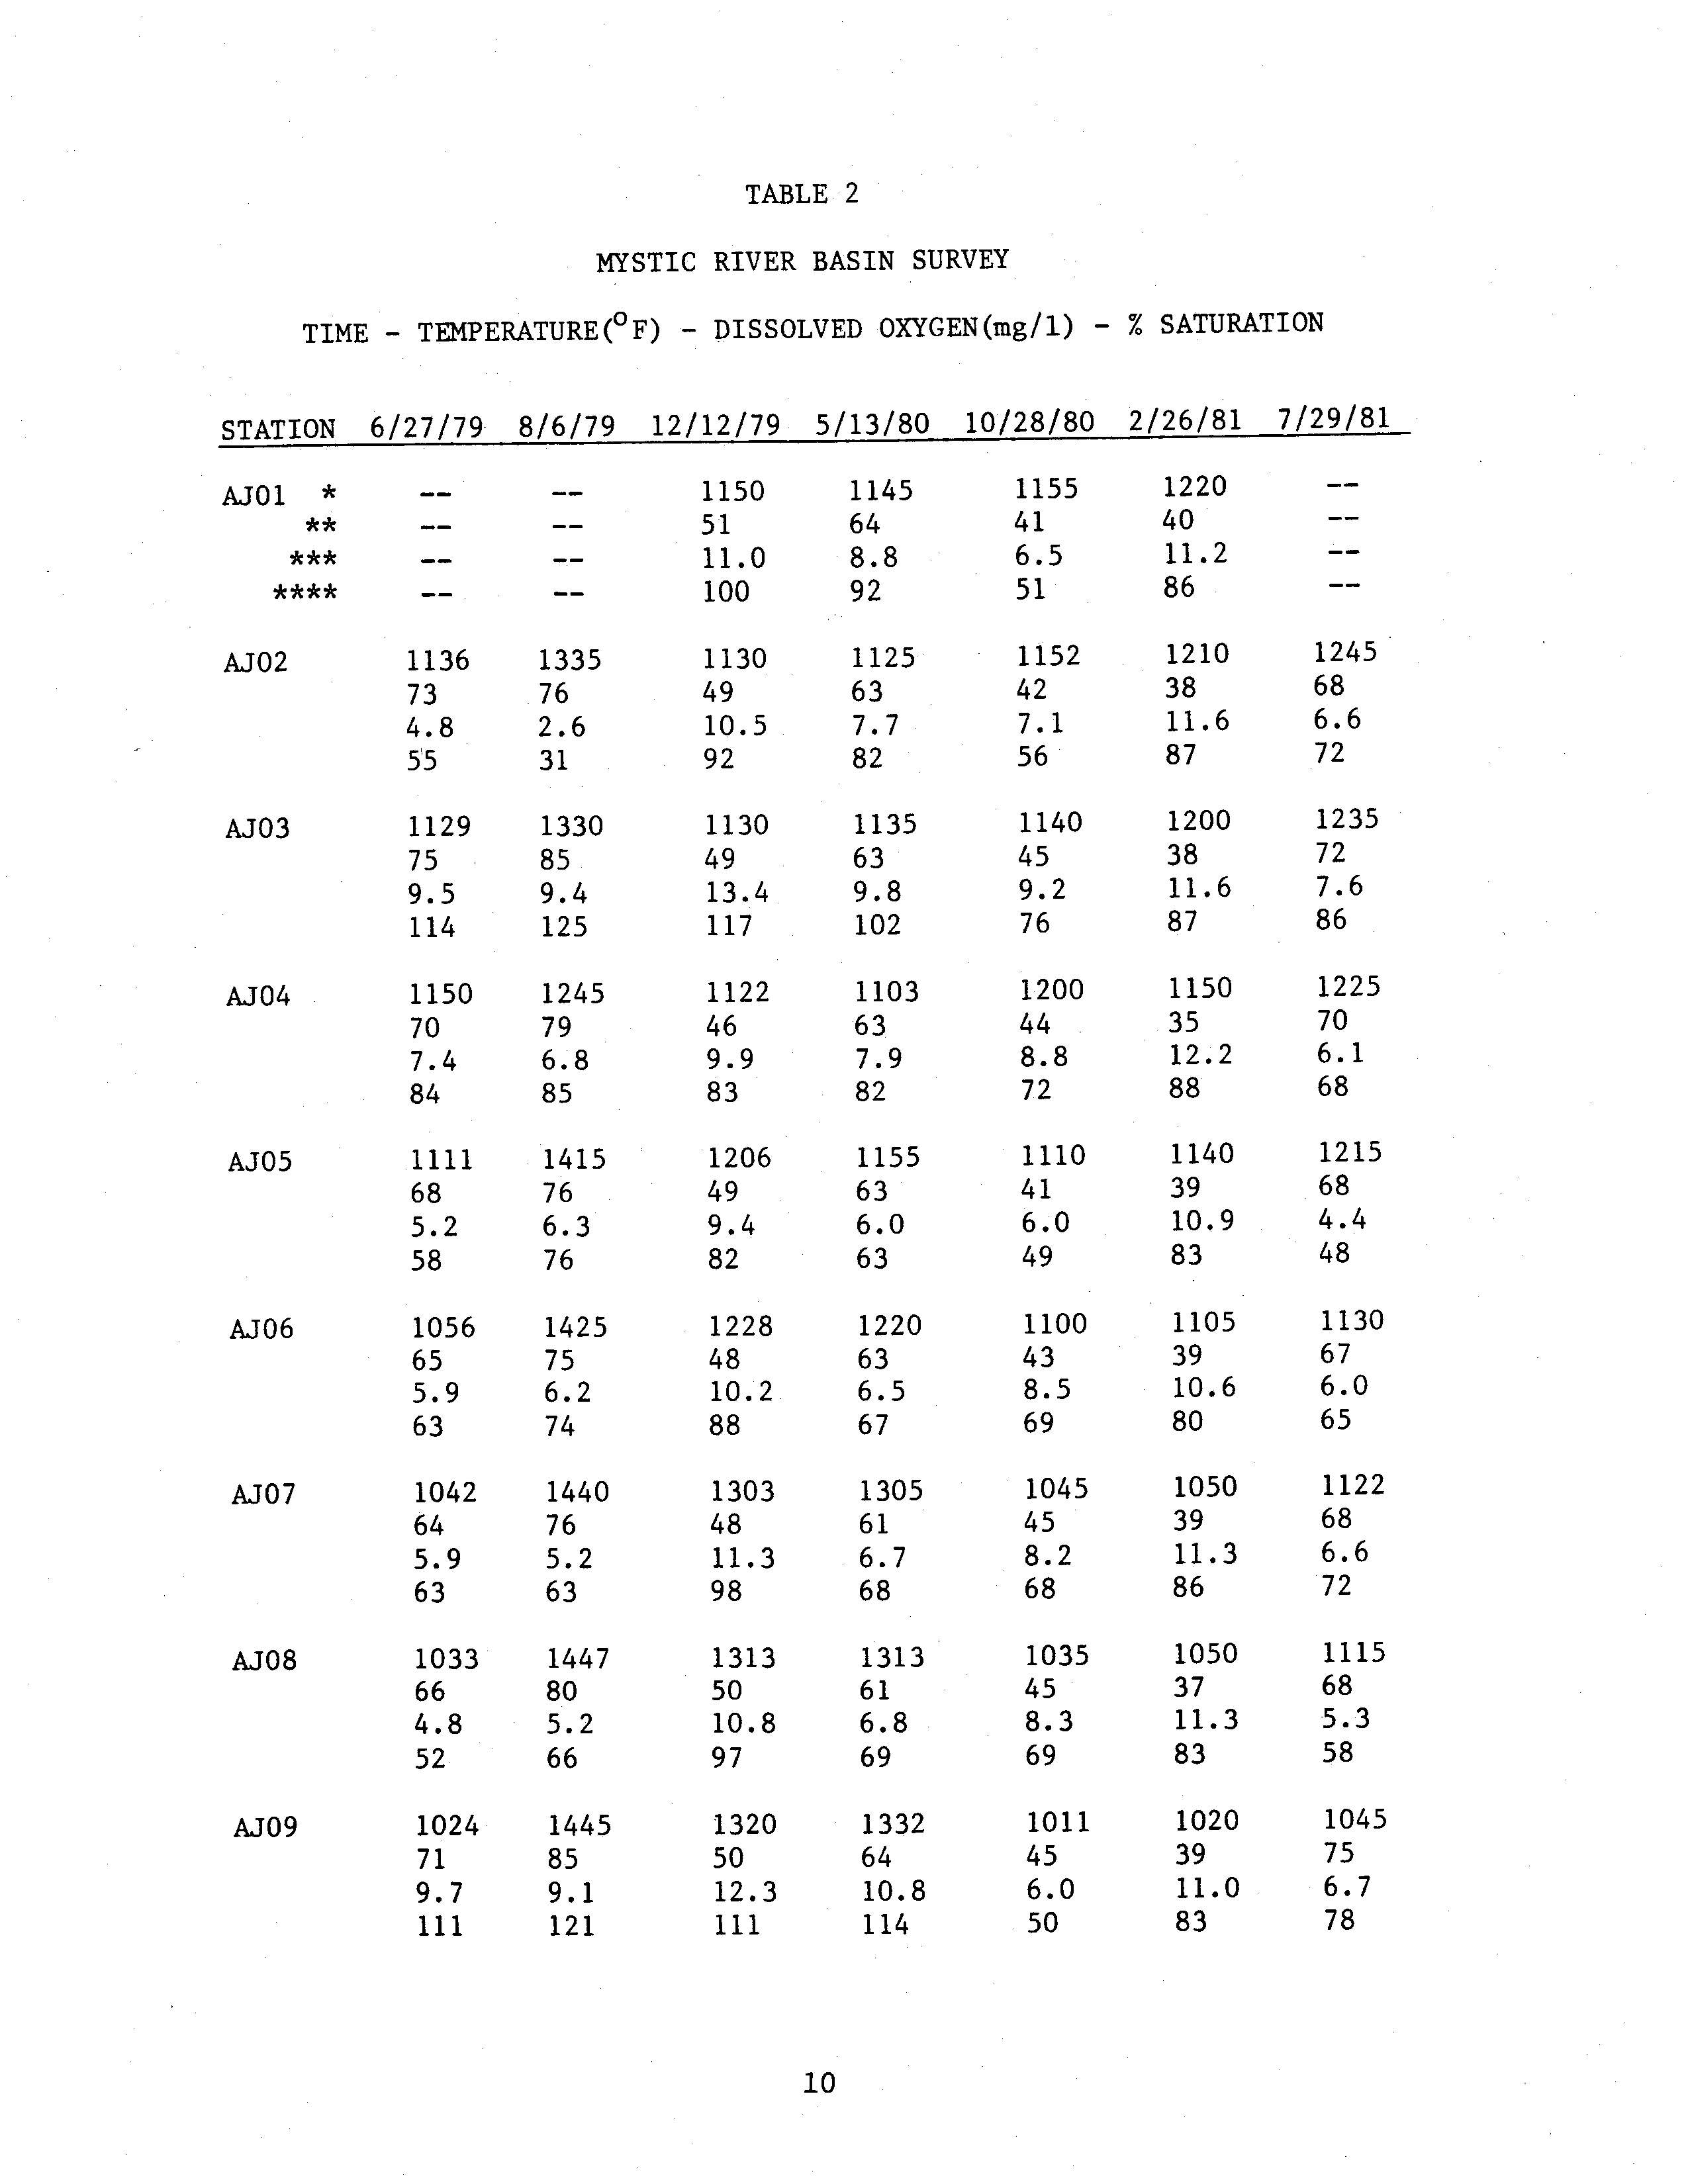 TABLE 2
MYSTIC RIVER BASIN SURVEY
TIME - TEMPERATURE(°F) - DISSOLVED OXYGEN(mg/l) - % SATURATION
STATION 6/27/79 8/6/79 12/12/79 5/13/80 10/28/80 2/26/81 7/29/81
AJ01 * -- -- 1150 1145 1155 1220 --
** -- -- 51 64 41 40 --
*** -- -- 11.0 8.8 6.5 11.2 --
**** -- -- 100 92 51 86 --
AJ02 1136 1335 1130 1125 1152 1210 1245
73 76 49 63 42 38 68
4.8 2.6 10.5 7.7 7.1 11.6 6.6
55 31 92 82 56 87 72
AJ03 1129 1330 1130 1135 1140 1200 1235
75 85 49 63 45 38 72
9.5 9.4 13.4 9.8 9.2 11.6 7.6
114 125 117 102 76 87 86
AJ04 1150 1245 1122 1103 1200 1150 1225
70 79 46 63 44 35 70
7.4 6.8 9.9 7.9 8.8 12.2 6.1
84 85 83 82 72 88 68
AJ05 1111 1415 1206 1155 1110 1140 1215
68 76 49 63 41 39 68
5.2 6.3 9.4 6.0 6.0 10.9 4.4
58 76 82 63 49 83 48
AJ06 1056 1425 1228 1220 1100 1105 1130
65 75 48 63 43 39 67
5.9 6.2 10.2 6.5 8.5 10.6 6.0
63 74 88 67 69 80 65
AJ07 1042 1440 1303 1305 1045 1050 1122
64 76 48 61 45 39 68
5.9 5.2 11.3 6.7 8.2 11.3 6.6
63 63 98 68 68 86 72
AJ08 1033 1447 1313 1313 1035 1050 1115
66 80 50 61 45 37 68
4.8 5.2 10.8 6.8 8.3 11.3 5.3
52 66 97 69 69 83 58
AJ09 1024 1445 1320 1332 1011 1020 1045
71 85 50 64 45 39 75
9.7 9.1 12.3 10.8 6.0 11.0 6.7
111 121 111 114 50 83 78
10